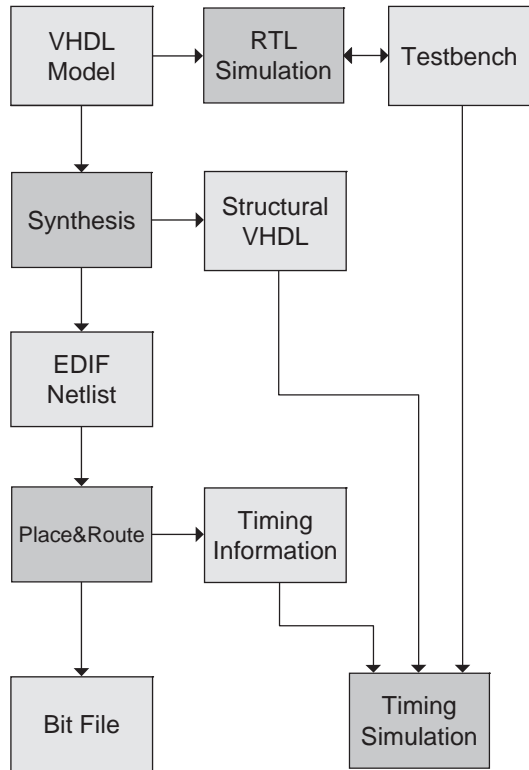 VHDL
Model
RTL
Simulation
Testbench
Synthesis
Structural
VHDL
EDIF
Netlist
Place&Route
Timing
Information
Bit File
Timing
Simulation